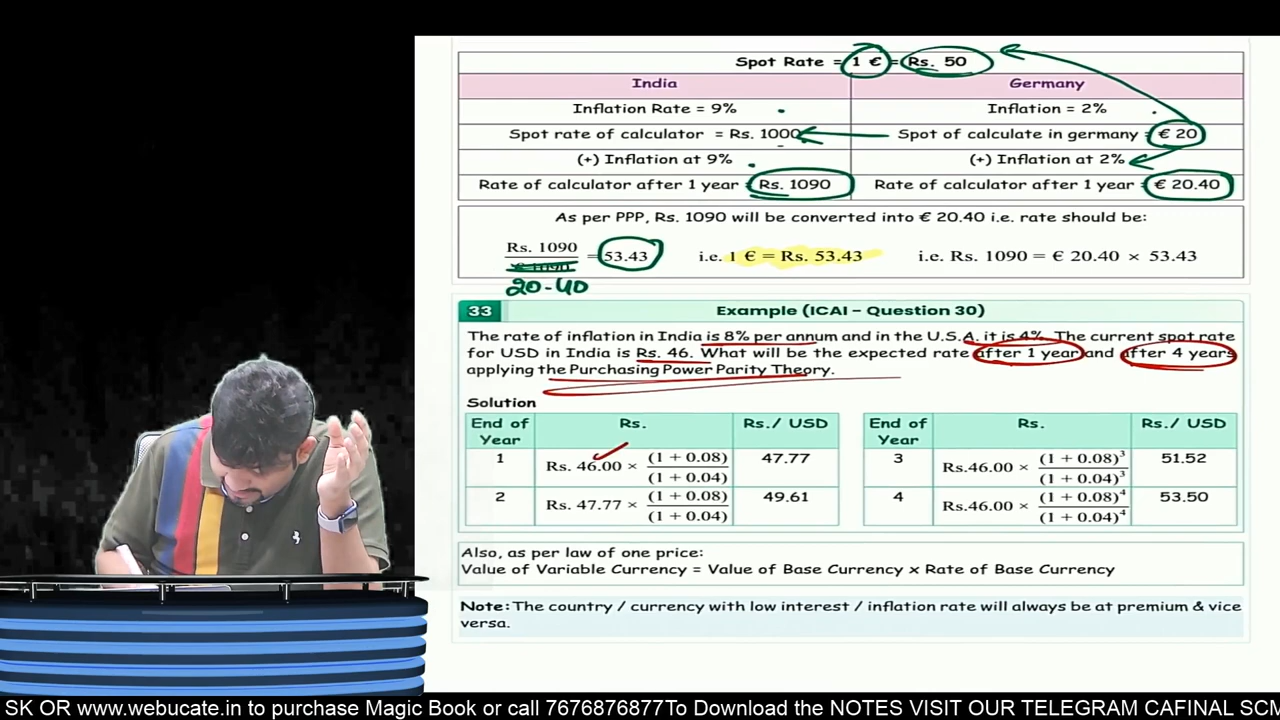 Spot Rate = 1 € = Rs. 50
India
Germany
Inflation Rate = 9%
Inflation = 2%
Spot rate of calculator = Rs. 1000
Spot of calculate in germany = € 20
(+) Inflation at 9%
(+) Inflation at 2%
Rate of calculator after 1 year = Rs. 1090
Rate of calculator after 1 year = € 20.40
As per PPP, Rs. 1090 will be converted into € 20.40 i.e. rate should be:
Rs. 1090
€ 1090
= 53.43
20.40
i.e. 1 € = Rs. 53.43
i.e. Rs. 1090 = € 20.40 × 53.43
33
Example (ICAI – Question 30)
The rate of inflation in India is 8% per annum and in the U.S.A. it is 4%. The current spot rate
for USD in India is Rs. 46. What will be the expected rate after 1 year and after 4 years
applying the Purchasing Power Parity Theory.
Solution
End of Year Rs. Rs./ USD
1 Rs. 46.00 × (1 + 0.08) / (1 + 0.04) 47.77
2 Rs. 47.77 × (1 + 0.08) / (1 + 0.04) 49.61
End of Year Rs. Rs./ USD
3 Rs.46.00 × (1 + 0.08)³ / (1 + 0.04)³ 51.52
4 Rs.46.00 × (1 + 0.08)⁴ / (1 + 0.04)⁴ 53.50
Also, as per law of one price:
Value of Variable Currency = Value of Base Currency x Rate of Base Currency
Note: The country / currency with low interest / inflation rate will always be at premium & vice
versa.
SK OR www.webucate.in to purchase Magic Book or call 7676876877To Download the NOTES VISIT OUR TELEGRAM CAFINAL SCM